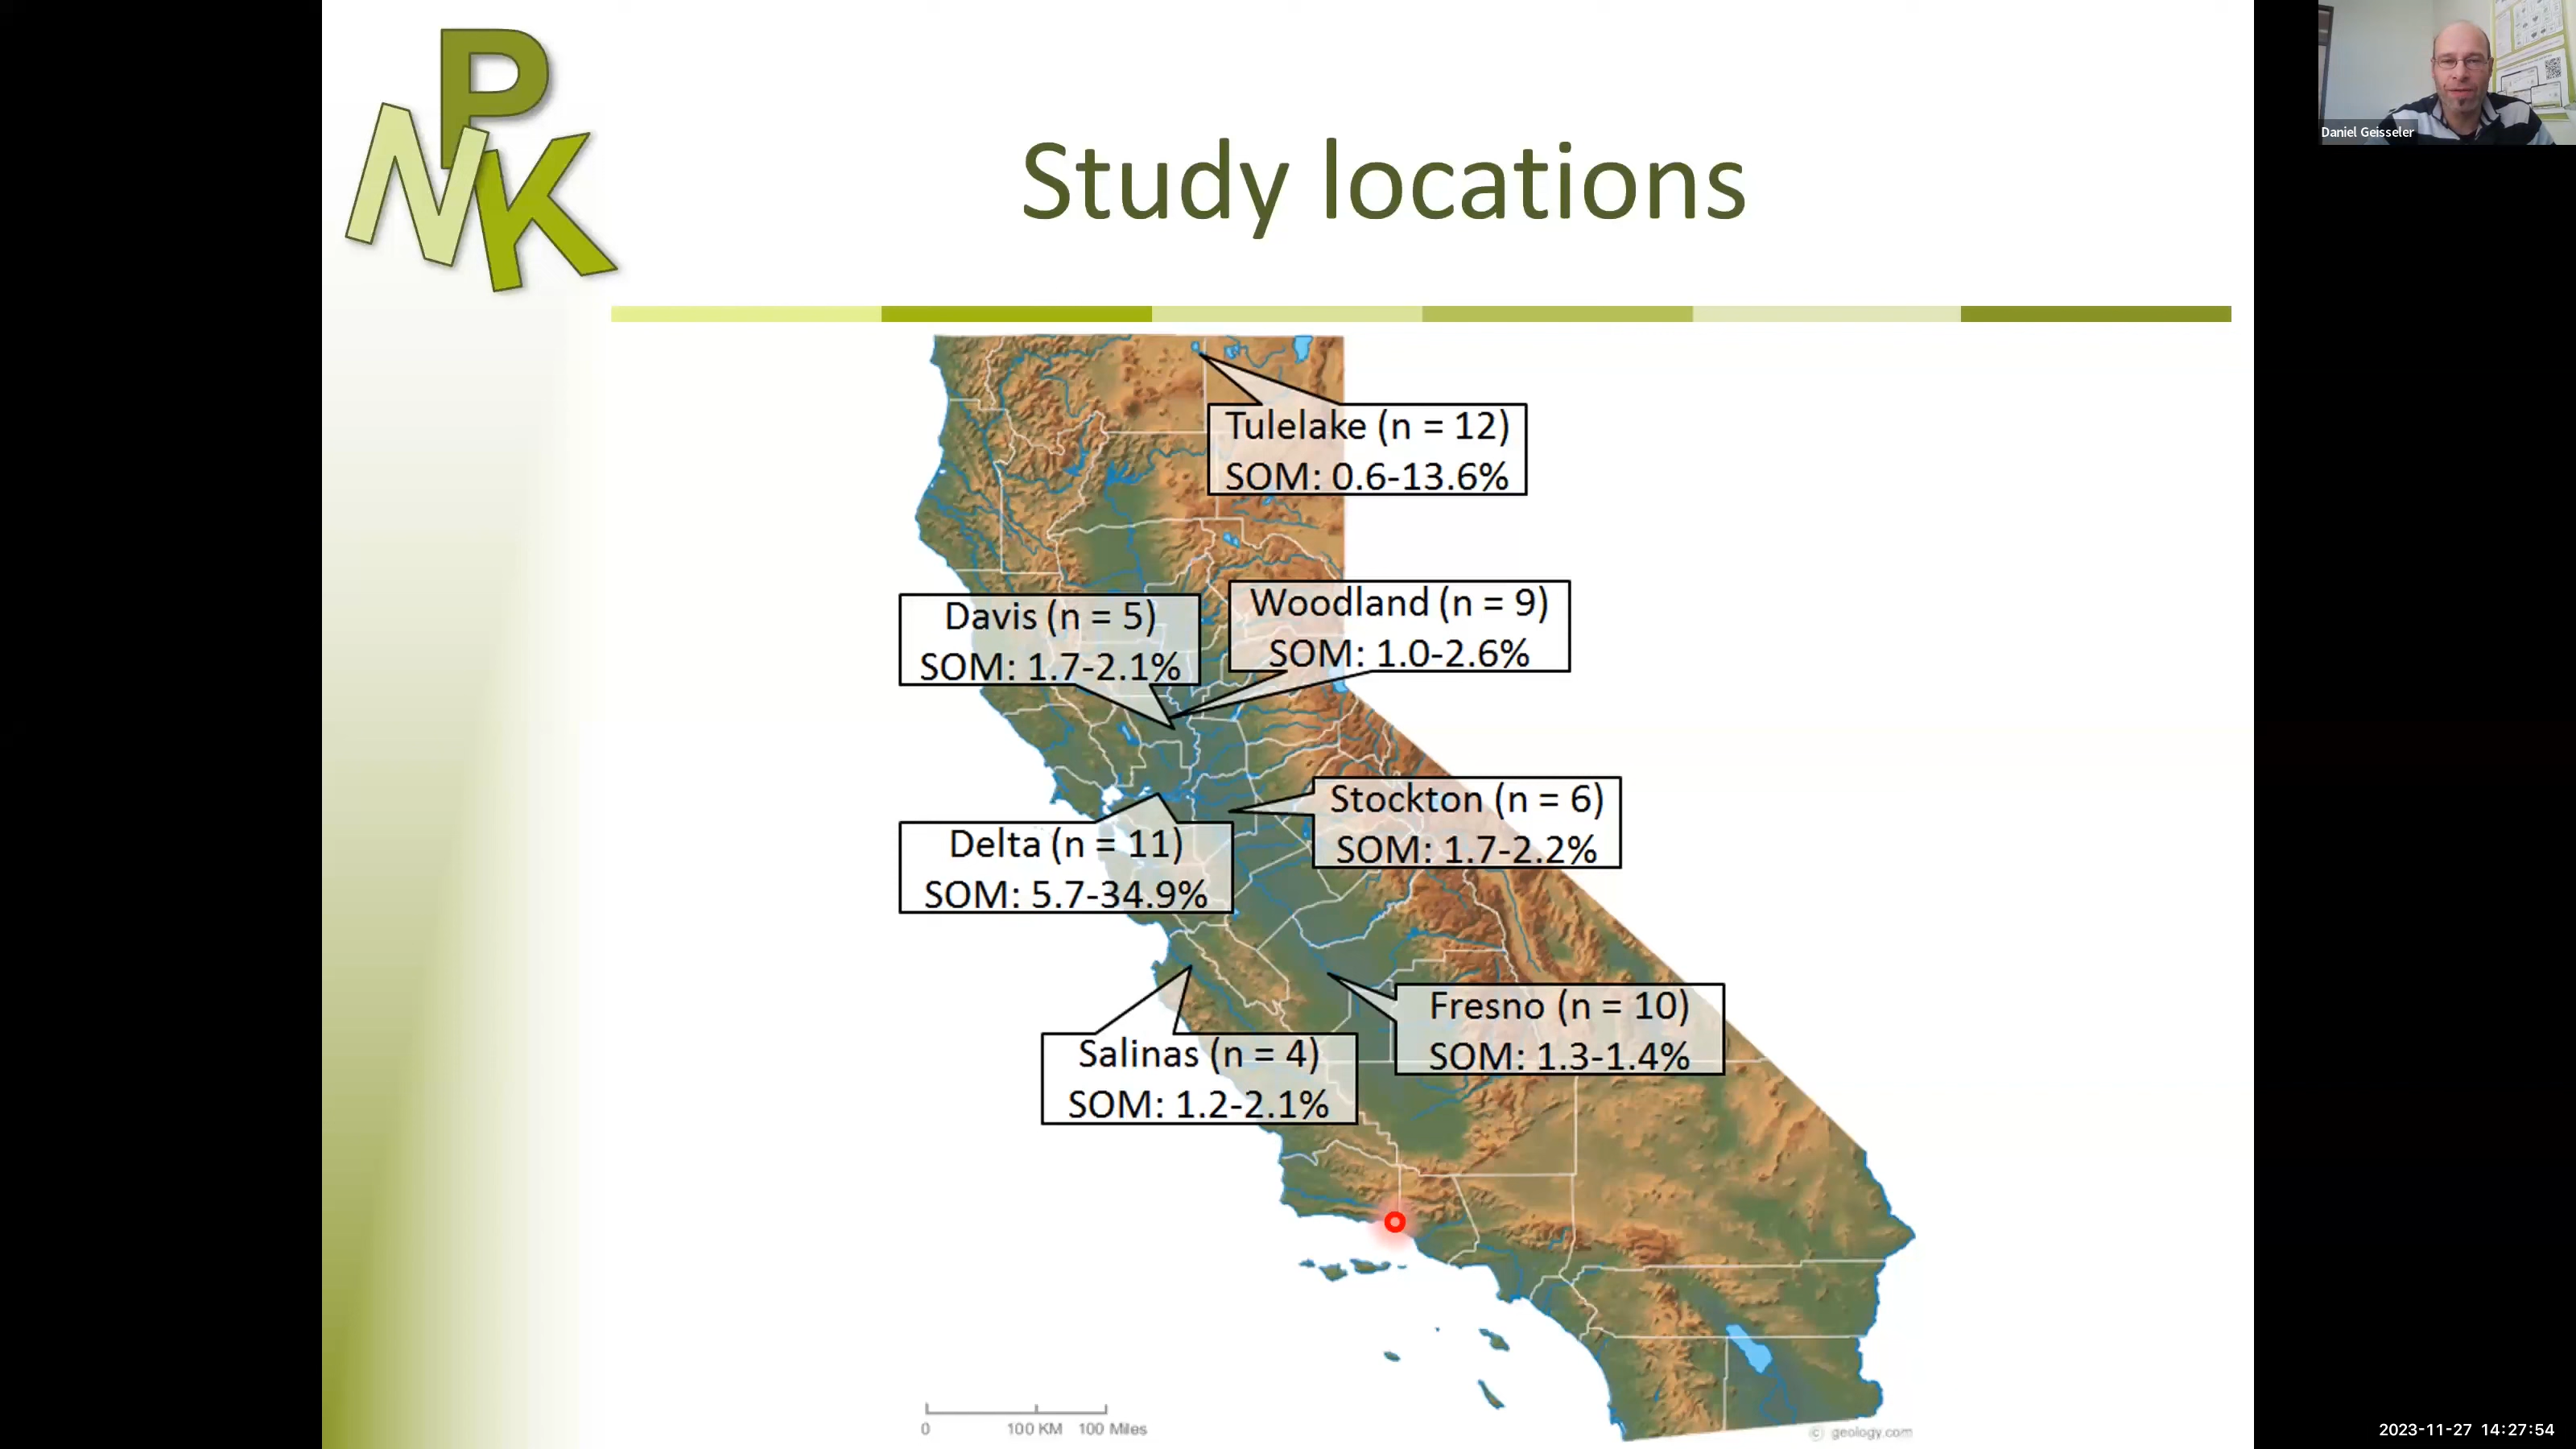 NPK
Study locations
Daniel Geisseler
Tulelake (n = 12)
SOM: 0.6-13.6%
Davis (n = 5)
SOM: 1.7-2.1%
Woodland (n = 9)
SOM: 1.0-2.6%
Stockton (n = 6)
SOM: 1.7-2.2%
Delta (n = 11)
SOM: 5.7-34.9%
Fresno (n = 10)
SOM: 1.3-1.4%
Salinas (n = 4)
SOM: 1.2-2.1%
0 100 KM 100 Miles
© geology.com
2023-11-27 14:27:54